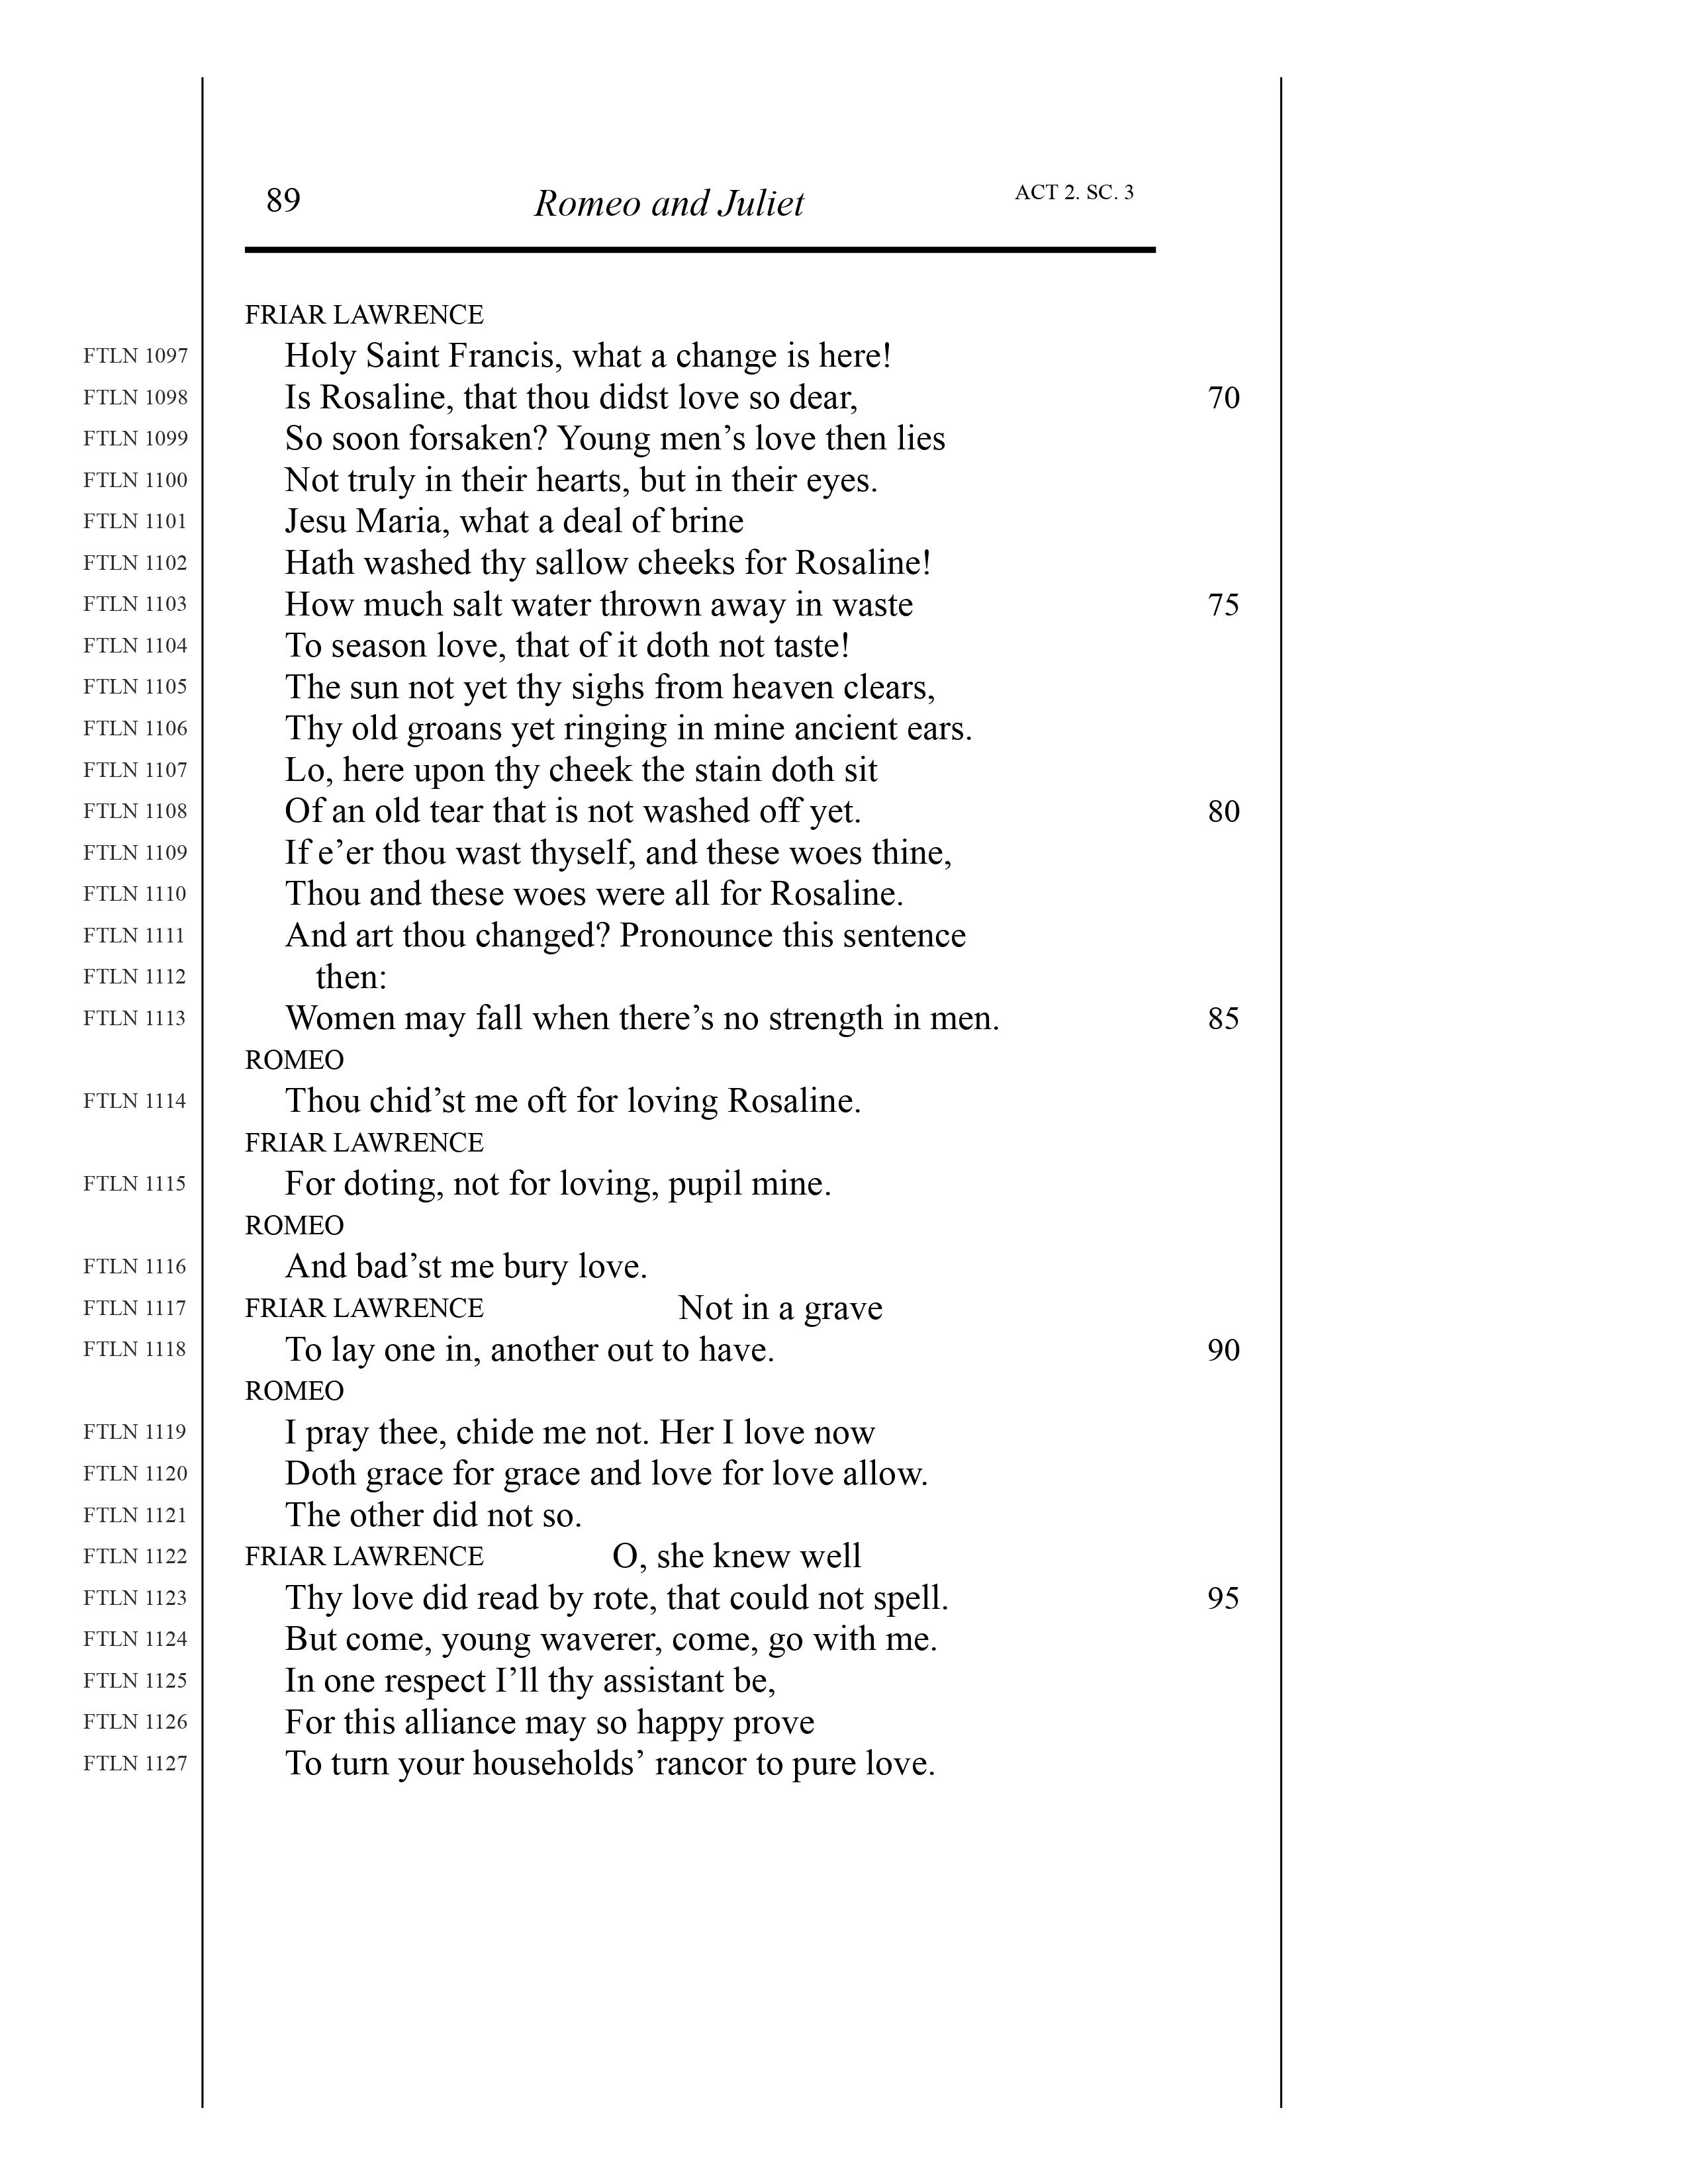 89 Romeo and Juliet ACT 2. SC. 3
FRIAR LAWRENCE
FTLN 1097 Holy Saint Francis, what a change is here!
FTLN 1098 Is Rosaline, that thou didst love so dear, 70
FTLN 1099 So soon forsaken? Young men’s love then lies
FTLN 1100 Not truly in their hearts, but in their eyes.
FTLN 1101 Jesu Maria, what a deal of brine
FTLN 1102 Hath washed thy sallow cheeks for Rosaline!
FTLN 1103 How much salt water thrown away in waste 75
FTLN 1104 To season love, that of it doth not taste!
FTLN 1105 The sun not yet thy sighs from heaven clears,
FTLN 1106 Thy old groans yet ringing in mine ancient ears.
FTLN 1107 Lo, here upon thy cheek the stain doth sit
FTLN 1108 Of an old tear that is not washed off yet. 80
FTLN 1109 If e’er thou wast thyself, and these woes thine,
FTLN 1110 Thou and these woes were all for Rosaline.
FTLN 1111 And art thou changed? Pronounce this sentence
FTLN 1112 then:
FTLN 1113 Women may fall when there’s no strength in men. 85
ROMEO
FTLN 1114 Thou chid’st me oft for loving Rosaline.
FRIAR LAWRENCE
FTLN 1115 For doting, not for loving, pupil mine.
ROMEO
FTLN 1116 And bad’st me bury love.
FTLN 1117 FRIAR LAWRENCE Not in a grave
FTLN 1118 To lay one in, another out to have. 90
ROMEO
FTLN 1119 I pray thee, chide me not. Her I love now
FTLN 1120 Doth grace for grace and love for love allow.
FTLN 1121 The other did not so.
FTLN 1122 FRIAR LAWRENCE O, she knew well
FTLN 1123 Thy love did read by rote, that could not spell. 95
FTLN 1124 But come, young waverer, come, go with me.
FTLN 1125 In one respect I’ll thy assistant be,
FTLN 1126 For this alliance may so happy prove
FTLN 1127 To turn your households’ rancor to pure love.